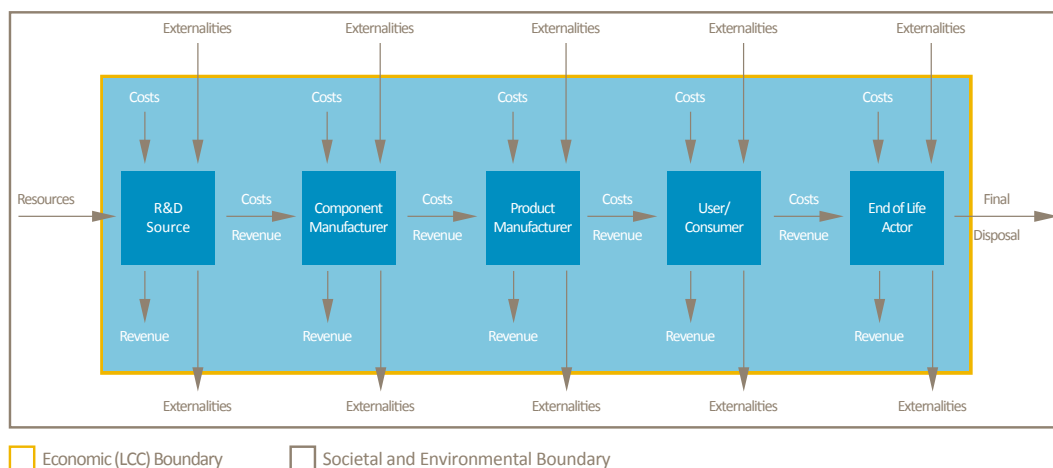 Externalities Externalities Externalities Externalities Externalities
Costs Costs Costs Costs Costs
Resources
R&D
Source
Costs
Revenue
Component
Manufacturer
Costs
Revenue
Product
Manufacturer
Costs
Revenue
User/
Consumer
Costs
Revenue
End of Life
Actor
Final
Disposal
Revenue Revenue Revenue Revenue Revenue
Externalities Externalities Externalities Externalities Externalities
Economic (LCC) Boundary Societal and Environmental Boundary